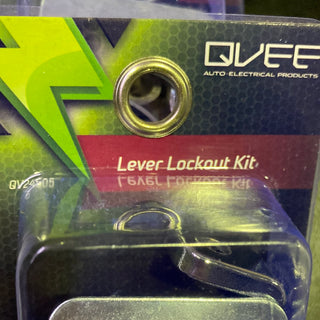 QVEE
AUTO-ELECTRICAL PRODUCTS
Lever Lockout Kit